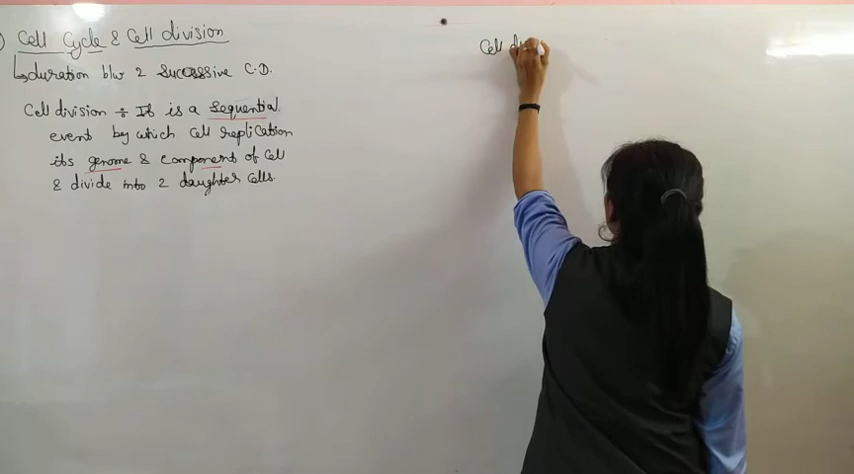 ) Cell Cycle & Cell division
↳duration b/w 2 Successive C.D.
Cell division ÷ It is a Sequential
event by which Cell replication
its genome & component of Cell
& divide into 2 daughter Cells.
Cell di